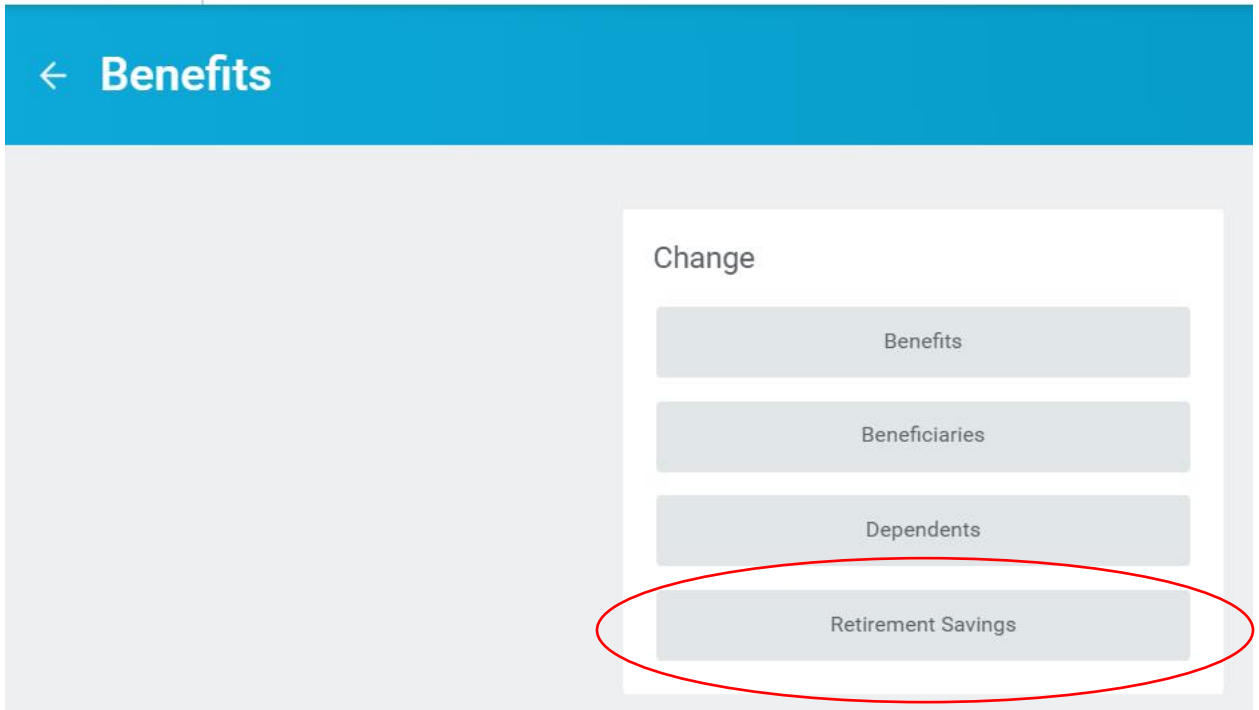 Benefits
Change
Benefits
Beneficiaries
Dependents
Retirement Savings